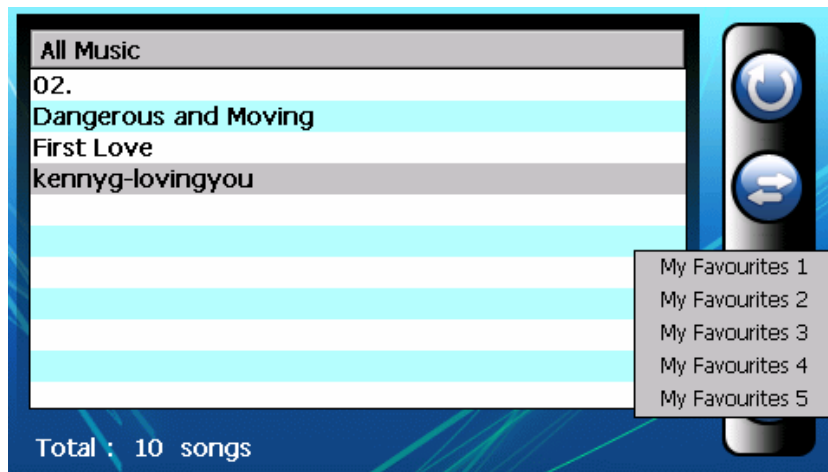 All Music
02.
Dangerous and Moving
First Love
kennyg-lovingyou
My Favourites 1
My Favourites 2
My Favourites 3
My Favourites 4
My Favourites 5
Total : 10 songs